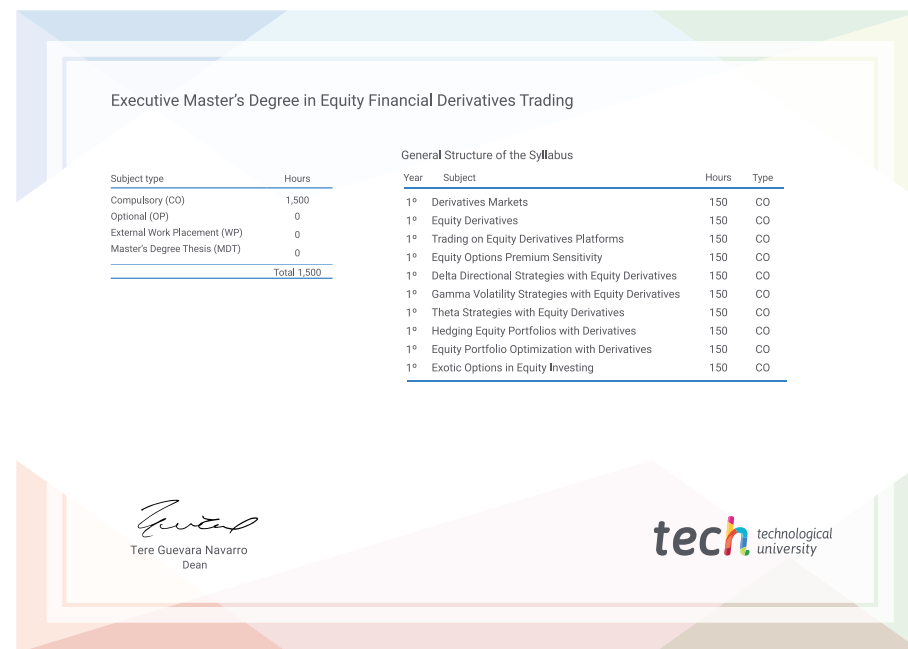 Executive Master's Degree in Equity Financial Derivatives Trading
Subject type Hours
Compulsory (CO) 1,500
Optional (OP) 0
External Work Placement (WP) 0
Master's Degree Thesis (MDT) 0
Total 1,500
General Structure of the Syllabus
Year Subject Hours Type
1º Derivatives Markets 150 CO
1º Equity Derivatives 150 CO
1º Trading on Equity Derivatives Platforms 150 CO
1º Equity Options Premium Sensitivity 150 CO
1º Delta Directional Strategies with Equity Derivatives 150 CO
1º Gamma Volatility Strategies with Equity Derivatives 150 CO
1º Theta Strategies with Equity Derivatives 150 CO
1º Hedging Equity Portfolios with Derivatives 150 CO
1º Equity Portfolio Optimization with Derivatives 150 CO
1º Exotic Options in Equity Investing 150 CO
Tere Guevara Navarro
Dean
tech technological
university